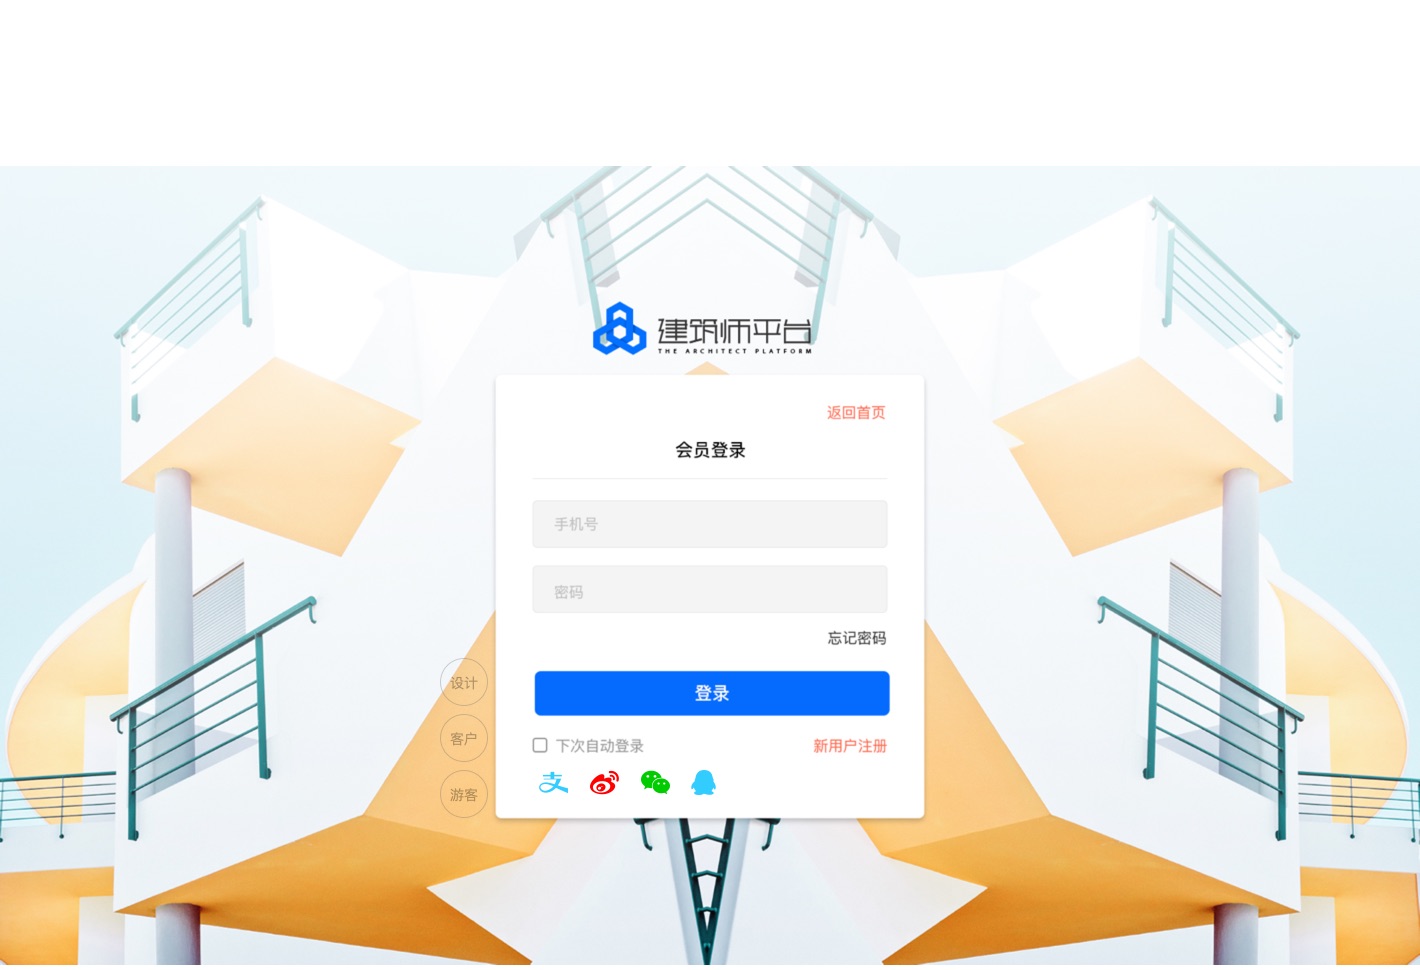 建筑师平台
THE ARCHITECT PLATFORM
返回首页
会员登录
手机号
密码
忘记密码
设计
登录
客户
下次自动登录
新用户注册
游客
支